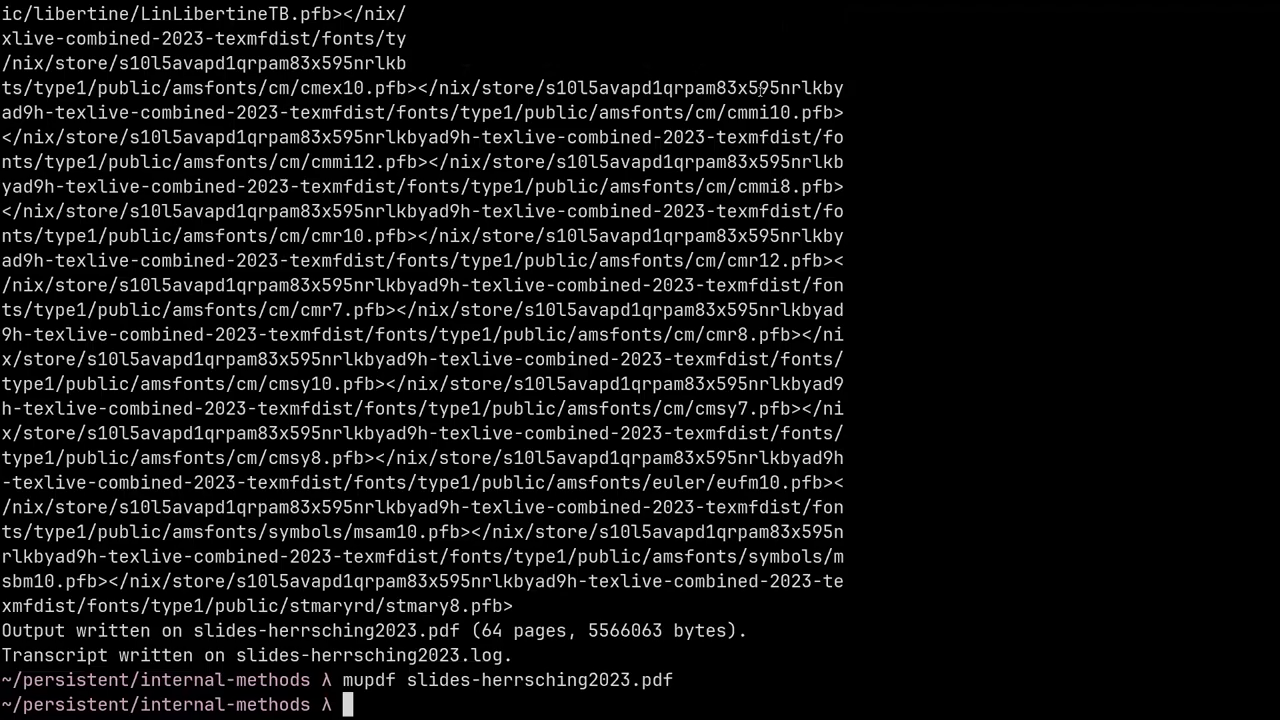 ic/libertine/LinLibertineTB.pfb></nix/
xlive-combined-2023-texmfdist/fonts/ty
/nix/store/s10l5avapd1qrpam83x595nrlkb
ts/type1/public/amsfonts/cm/cmex10.pfb></nix/store/s10l5avapd1qrpam83x595nrlkby
ad9h-texlive-combined-2023-texmfdist/fonts/type1/public/amsfonts/cm/cmmi10.pfb>
</nix/store/s10l5avapd1qrpam83x595nrlkbyad9h-texlive-combined-2023-texmfdist/fo
nts/type1/public/amsfonts/cm/cmmi12.pfb></nix/store/s10l5avapd1qrpam83x595nrlkb
yad9h-texlive-combined-2023-texmfdist/fonts/type1/public/amsfonts/cm/cmmi8.pfb>
</nix/store/s10l5avapd1qrpam83x595nrlkbyad9h-texlive-combined-2023-texmfdist/fo
nts/type1/public/amsfonts/cm/cmr10.pfb></nix/store/s10l5avapd1qrpam83x595nrlkby
ad9h-texlive-combined-2023-texmfdist/fonts/type1/public/amsfonts/cm/cmr12.pfb><
/nix/store/s10l5avapd1qrpam83x595nrlkbyad9h-texlive-combined-2023-texmfdist/fon
ts/type1/public/amsfonts/cm/cmr7.pfb></nix/store/s10l5avapd1qrpam83x595nrlkbyad
9h-texlive-combined-2023-texmfdist/fonts/type1/public/amsfonts/cm/cmr8.pfb></ni
x/store/s10l5avapd1qrpam83x595nrlkbyad9h-texlive-combined-2023-texmfdist/fonts/
type1/public/amsfonts/cm/cmsy10.pfb></nix/store/s10l5avapd1qrpam83x595nrlkbyad9
h-texlive-combined-2023-texmfdist/fonts/type1/public/amsfonts/cm/cmsy7.pfb></ni
x/store/s10l5avapd1qrpam83x595nrlkbyad9h-texlive-combined-2023-texmfdist/fonts/
type1/public/amsfonts/cm/cmsy8.pfb></nix/store/s10l5avapd1qrpam83x595nrlkbyad9h
-texlive-combined-2023-texmfdist/fonts/type1/public/amsfonts/euler/eufm10.pfb><
/nix/store/s10l5avapd1qrpam83x595nrlkbyad9h-texlive-combined-2023-texmfdist/fon
ts/type1/public/amsfonts/symbols/msam10.pfb></nix/store/s10l5avapd1qrpam83x595n
rlkbyad9h-texlive-combined-2023-texmfdist/fonts/type1/public/amsfonts/symbols/m
sbm10.pfb></nix/store/s10l5avapd1qrpam83x595nrlkbyad9h-texlive-combined-2023-te
xmfdist/fonts/type1/public/stmaryrd/stmary8.pfb>
Output written on slides-herrsching2023.pdf (64 pages, 5566063 bytes).
Transcript written on slides-herrsching2023.log.
~/persistent/internal-methods λ mupdf slides-herrsching2023.pdf
~/persistent/internal-methods λ